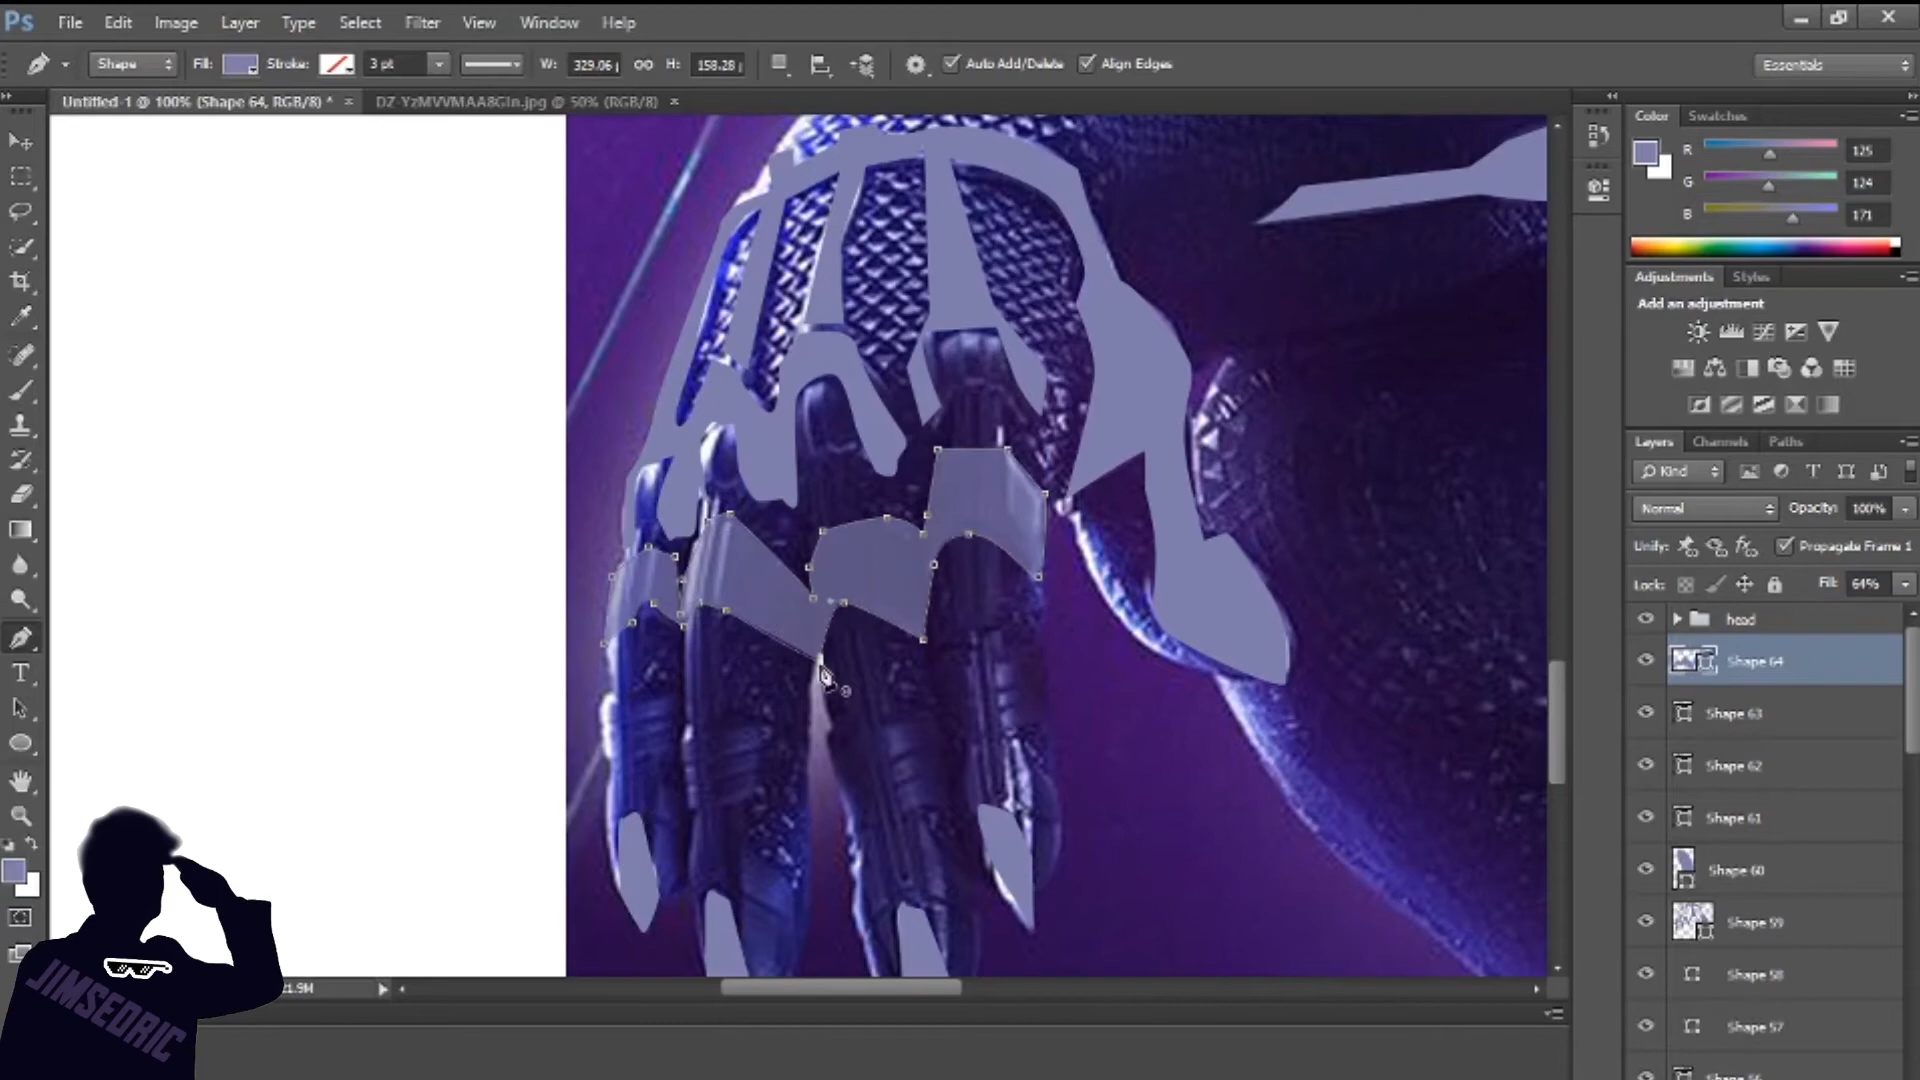 Ps File Edit Image Layer Type Select Filter View Window Help
Shape Fill: Stroke: 3 pt W: H: 158.28 Auto Add/Delete Align Edges Essentials
Untitled-1 @ 100% (Shape 64, RGB/8) * × @ 50% (RGB/8) ×
Color Swatches
R 125
G 124
B 171
Adjustments Styles
Add an adjustment
Layers Channels Paths
Kind
Normal Opacity: 100%
Unify: Propagate Frame 1
Lock: Fill: 64%
head
Shape 64
Shape 63
Shape 62
Shape 61
Shape 60
Shape 59
Shape 58
Shape 57
JIMSEDRIC